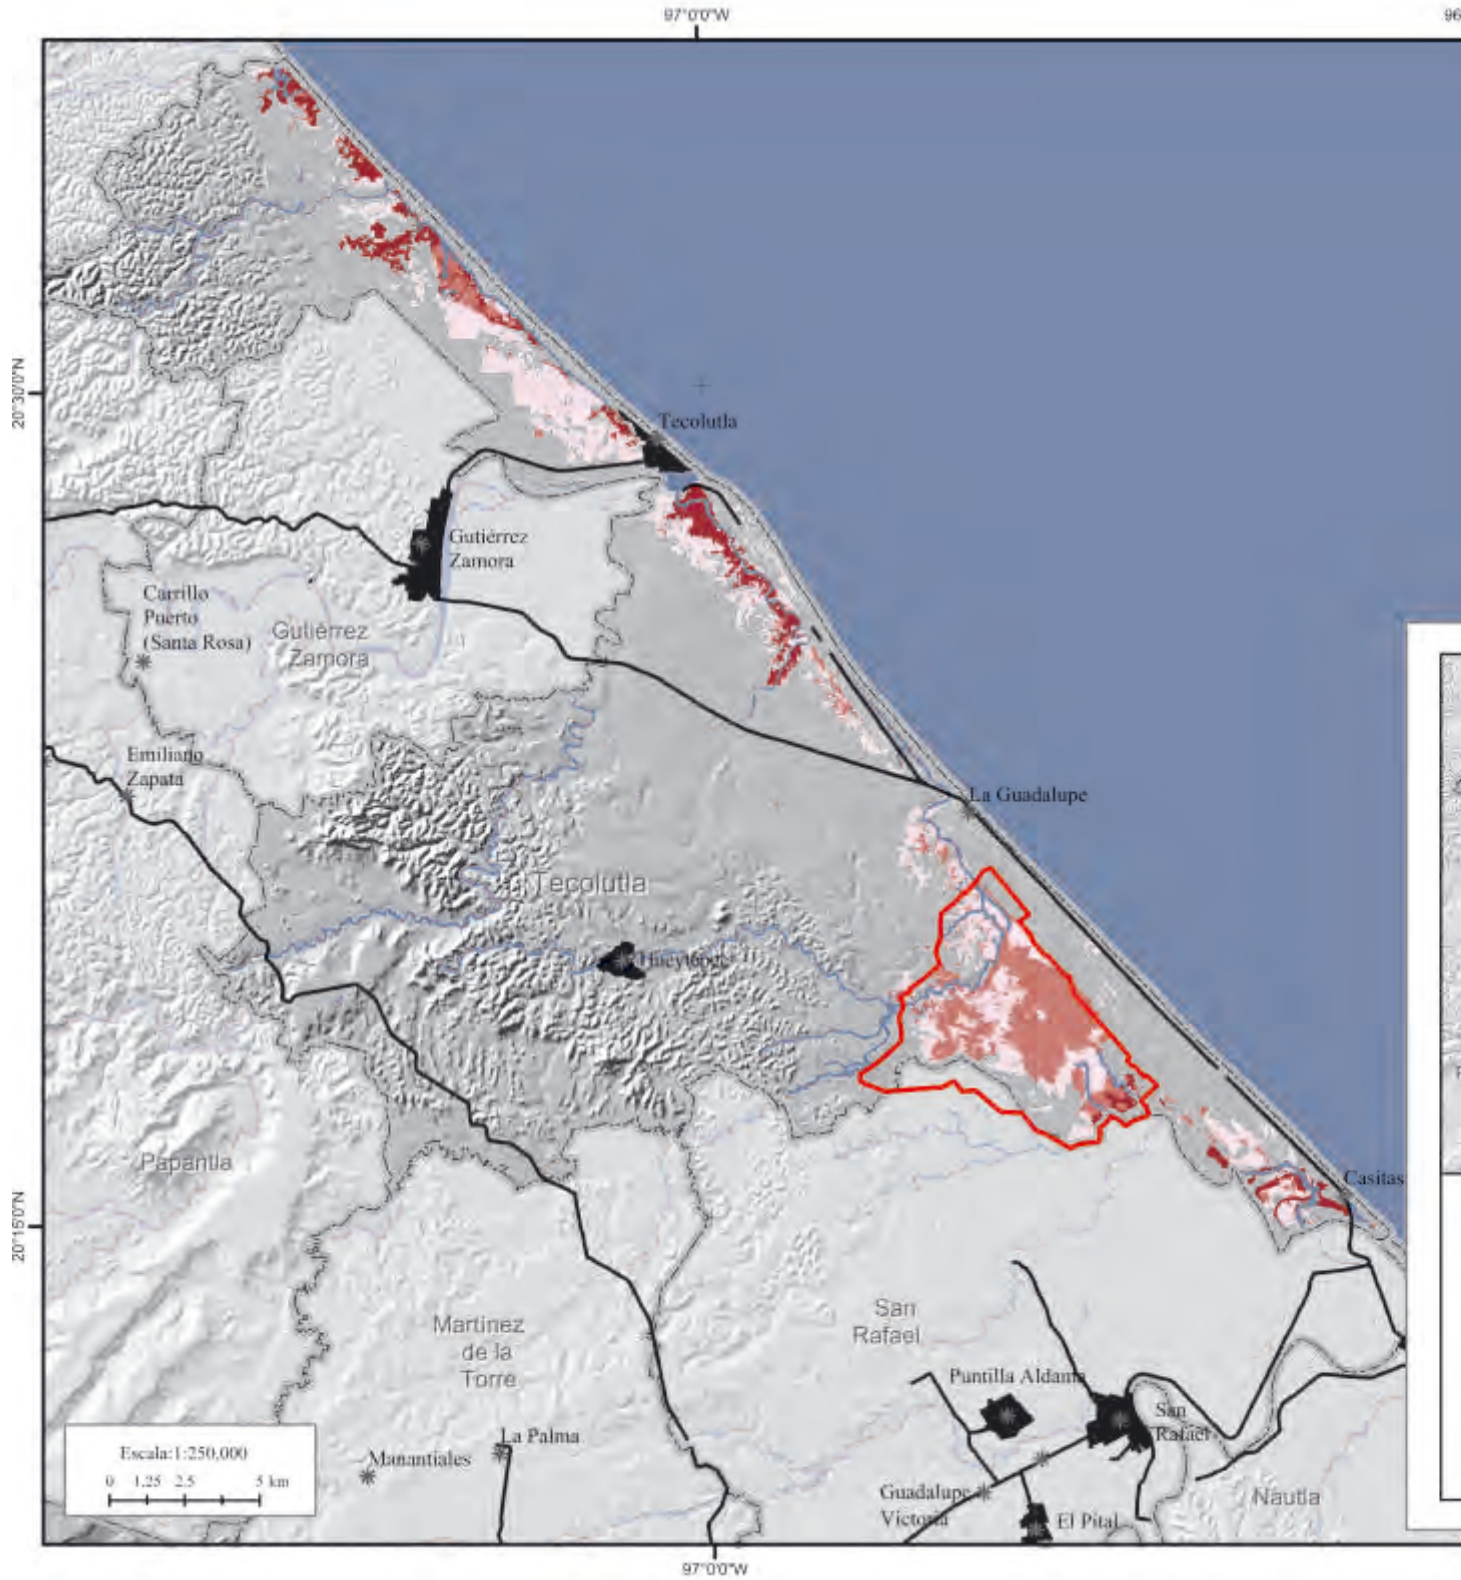 97°0'0"W
96
20°30'0"N
Tecolutla
Gutiérrez
Zamora
Carrillo
Puerto
(Santa Rosa)
Gutiérrez
Zamora
Emiliano
Zapata
La Guadalupe
Tecolutla
Papantla
Casitas
20°15'0"N
San
Rafael
Martínez
de la
Torre
Puntilla Aldama
San
Rafael
Escala:1:250,000
0 1.25 2.5 5 km
La Palma
Manantiales
Guadalupe
Victoria
El Pital
Nautla
97°0'0"W